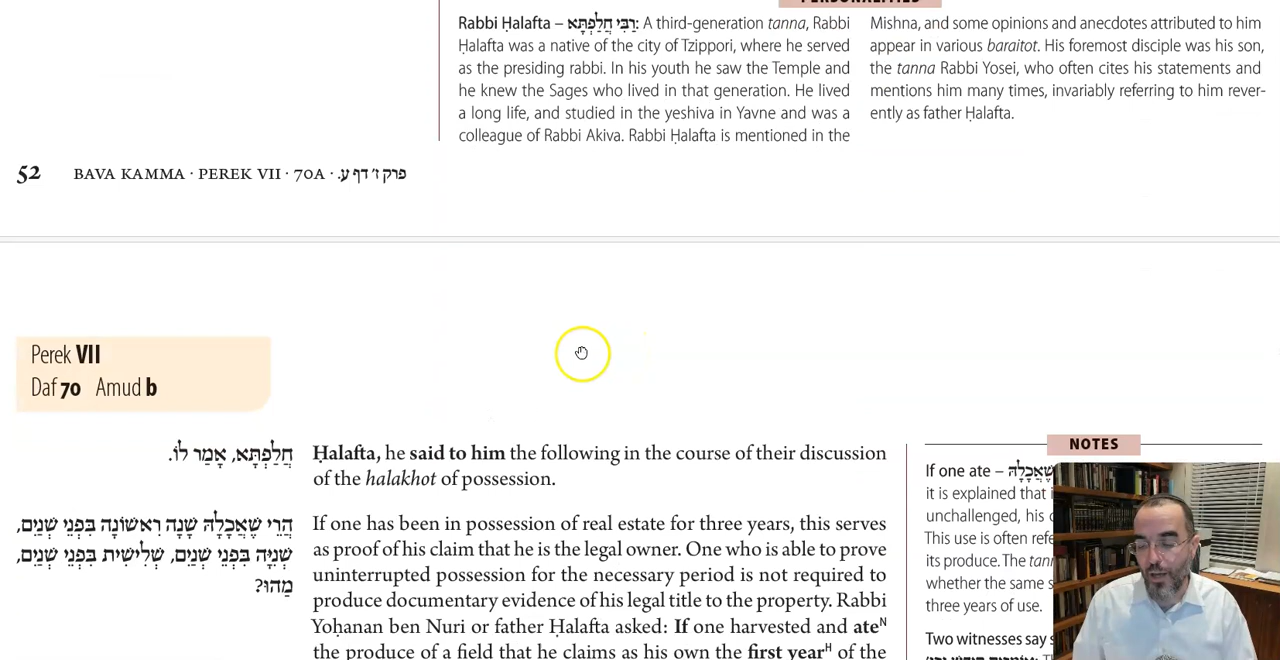 Rabbi Ḥalafta – רַבִּי חֲלַפְתָּא: A third-generation tanna, Rabbi
Ḥalafta was a native of the city of Tzippori, where he served
as the presiding rabbi. In his youth he saw the Temple and
he knew the Sages who lived in that generation. He lived
a long life, and studied in the yeshiva in Yavne and was a
colleague of Rabbi Akiva. Rabbi Ḥalafta is mentioned in the
Mishna, and some opinions and anecdotes attributed to him
appear in various baraitot. His foremost disciple was his son,
the tanna Rabbi Yosei, who often cites his statements and
mentions him many times, invariably referring to him rever-
ently as father Ḥalafta.
52 BAVA KAMMA · PEREK VII · 70A · פרק ז׳ דף ע.
Perek VII
Daf 70 Amud b
חֲלַפְתָּא, אָמַר לוֹ.
Ḥalafta, he said to him the following in the course of their discussion
of the halakhot of possession.
הֲרֵי שֶׁאֲכָלָהּ שָׁנָה רִאשׁוֹנָה בִּפְנֵי שְׁנַיִם,
שְׁנִיָּה בִּפְנֵי שְׁנַיִם, שְׁלִישִׁית בִּפְנֵי שְׁנַיִם,
מַהוּ?
If one has been in possession of real estate for three years, this serves
as proof of his claim that he is the legal owner. One who is able to prove
uninterrupted possession for the necessary period is not required to
produce documentary evidence of his legal title to the property. Rabbi
Yoḥanan ben Nuri or father Ḥalafta asked: If one harvested and ateᴺ
the produce of a field that he claims as his own the first yearᴴ of the
NOTES
If one ate – שֶׁאֲכָלָהּ
it is explained that
unchallenged, his
This use is often
its produce. The
whether the same
three years of use.
Two witnesses say